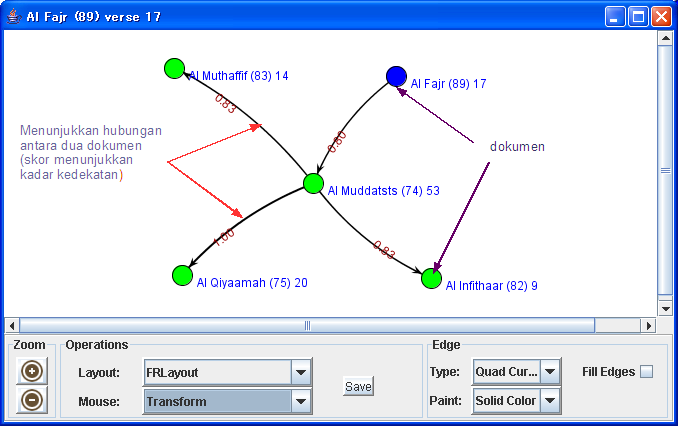 Al Fajr (89) verse 17
Al Muthaffif (83) 14
Al Fajr (89) 17
0.83
Menunjukkan hubungan
antara dua dokumen
(skor menunjukkan
kadar kedekatan)
0.80
dokumen
Al Muddatsts (74) 53
1.00
0.83
Al Qiyaamah (75) 20
Al Infithaar (82) 9
Zoom
Operations
Edge
Layout:
FRLayout
Save
Type:
Quad Cur...
Fill Edges
Mouse:
Transform
Paint:
Solid Color